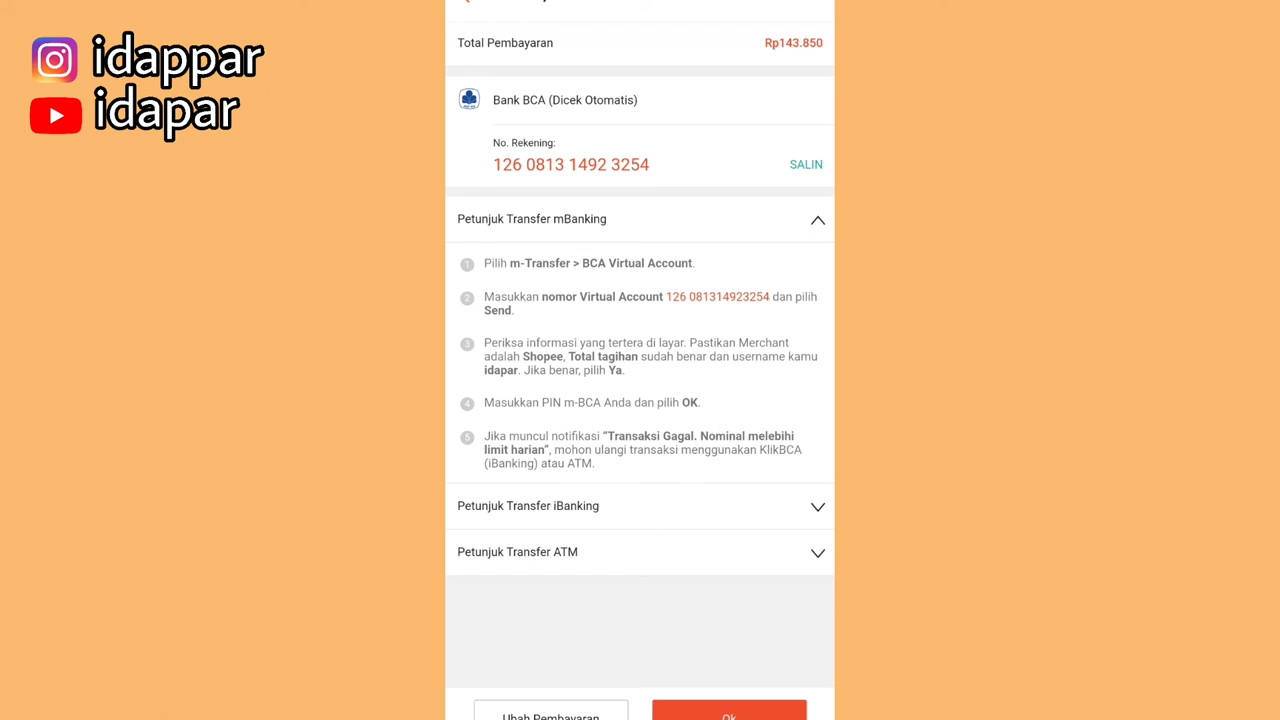 idappar
idapar
Total Pembayaran
Rp143.850
Bank BCA (Dicek Otomatis)
No. Rekening:
126 0813 1492 3254
SALIN
Petunjuk Transfer mBanking
1 Pilih m-Transfer > BCA Virtual Account.
2 Masukkan nomor Virtual Account 126 081314923254 dan pilih
Send.
3 Periksa informasi yang tertera di layar. Pastikan Merchant
adalah Shopee, Total tagihan sudah benar dan username kamu
idapar. Jika benar, pilih Ya.
4 Masukkan PIN m-BCA Anda dan pilih OK.
5 Jika muncul notifikasi “Transaksi Gagal. Nominal melebihi
limit harian”, mohon ulangi transaksi menggunakan KlikBCA
(iBanking) atau ATM.
Petunjuk Transfer iBanking
Petunjuk Transfer ATM
Ubah Pembayaran
Ok